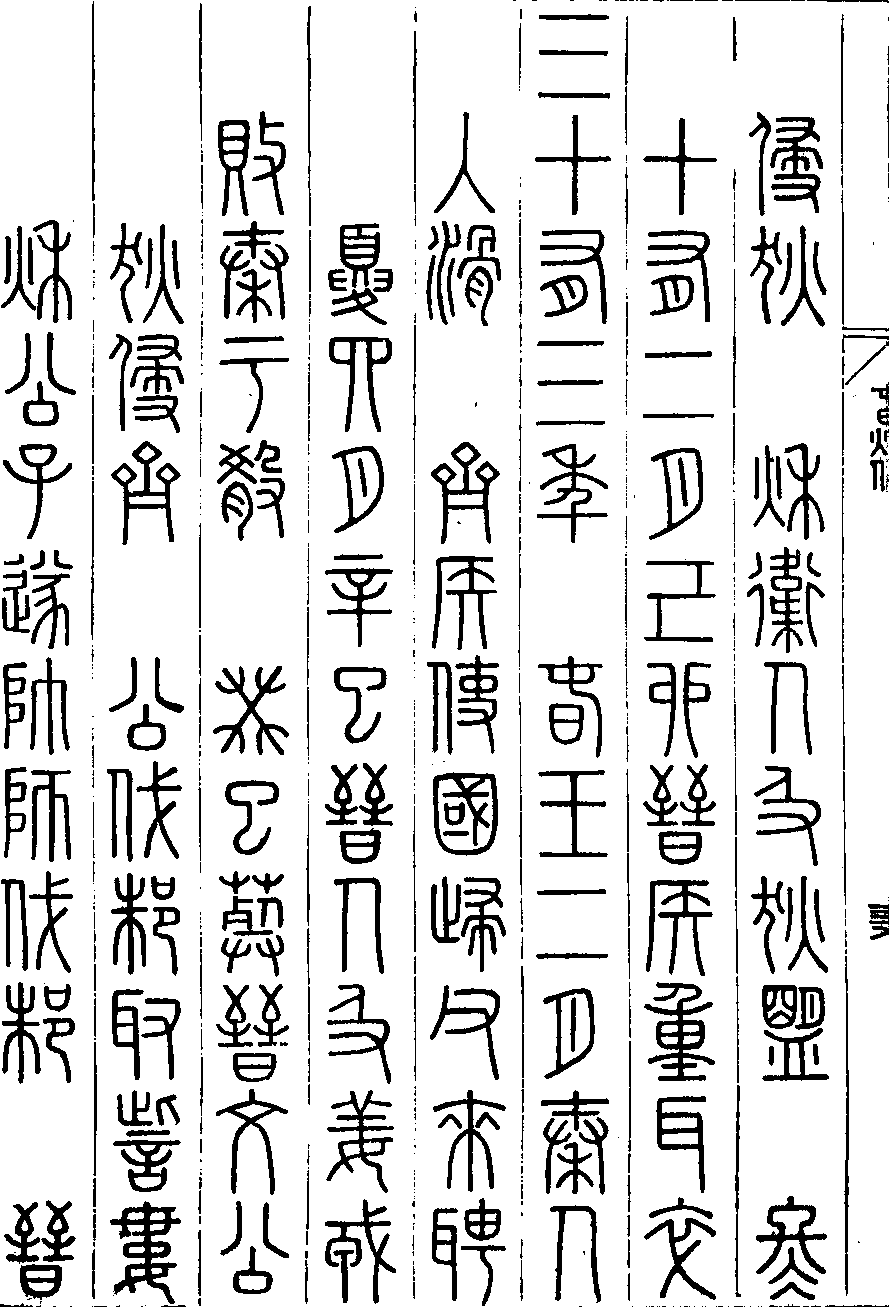 侵狄　秋衛人及狄盟　冬
十有二月己卯晉侯重耳卒
三十有三年　春王二月秦人
入滑　齊侯使國歸父來聘
夏四月辛巳晉人及姜戎
敗秦于殽　癸巳葬晉文公
狄侵齊　公伐邾取訾婁
秋公子遂帥師伐邾　晉